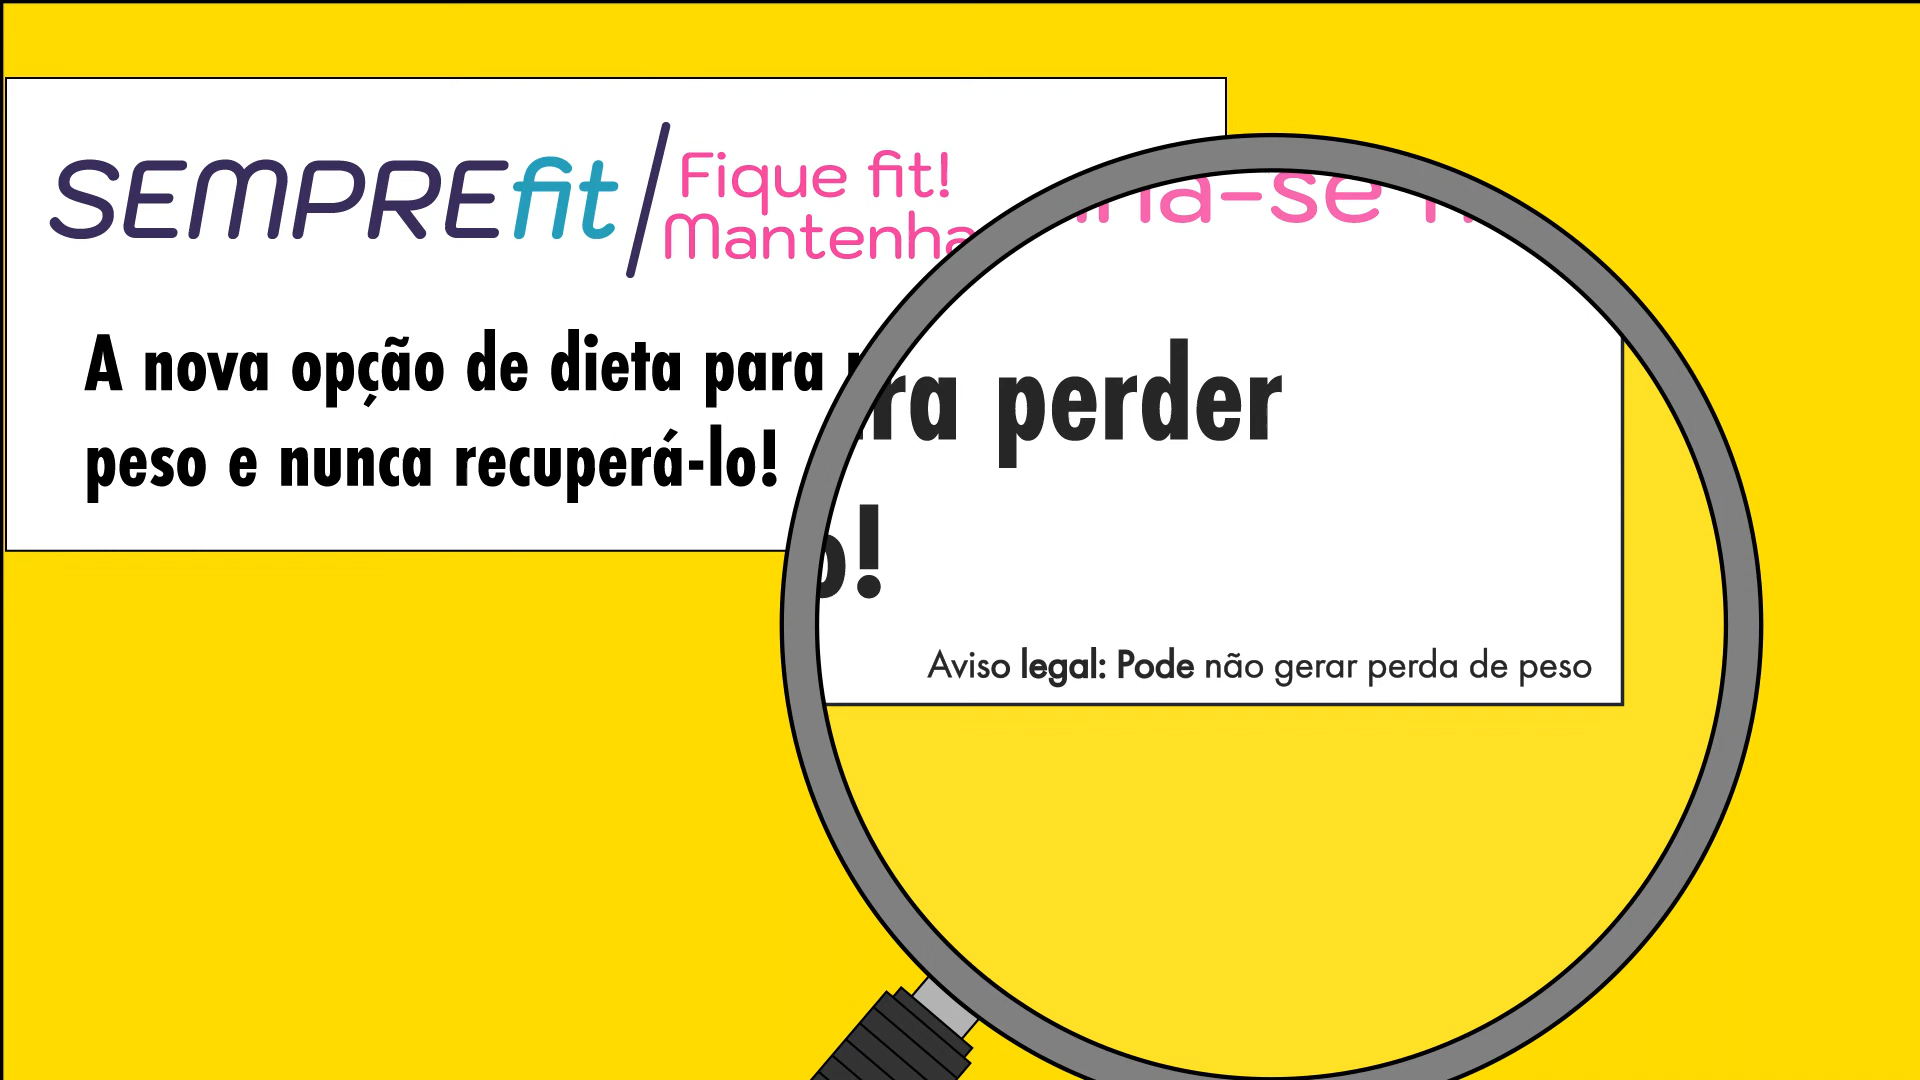 SEMPREfit
Fique fit!
Mantenha
A nova opção de dieta para
peso e nunca recuperá-lo!
perder
Aviso legal: Pode não gerar perda de peso